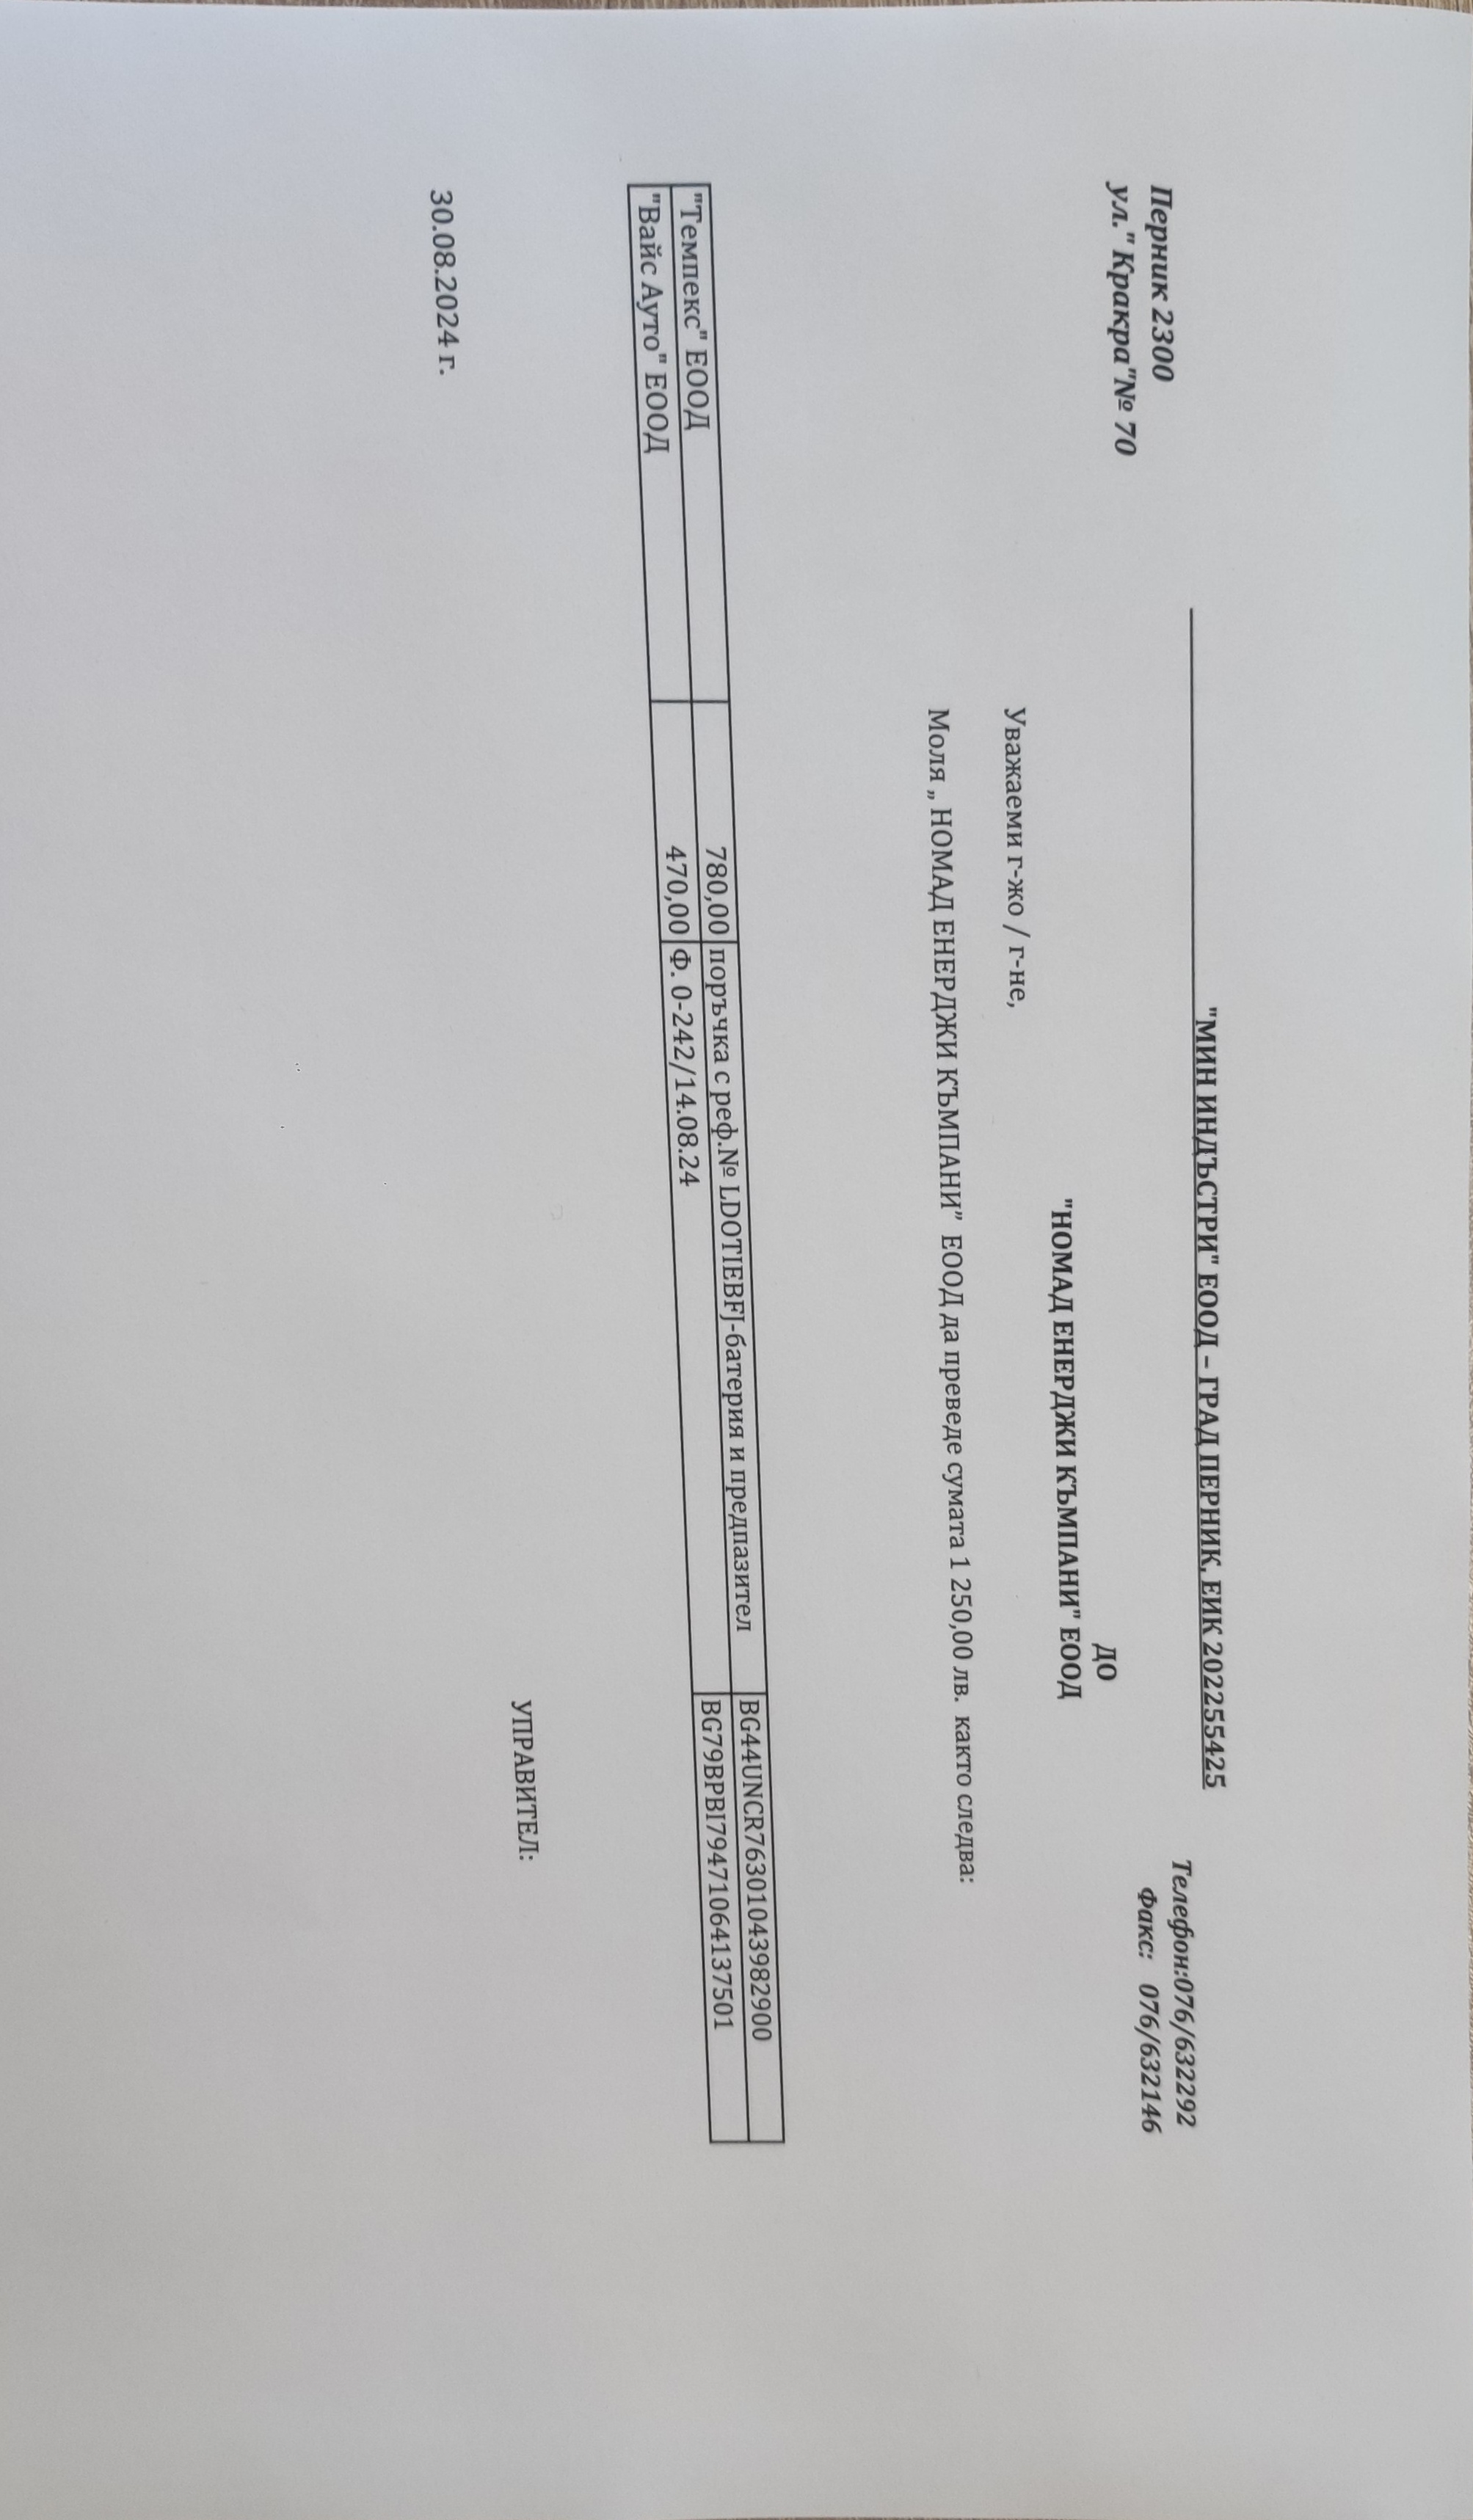 "МИН ИНДЪСТРИ" ЕООД – ГРАД ПЕРНИК, ЕИК 202255425
Перник 2300
ул." Кракра"№ 70
Телефон:076/632292
Факс: 076/632146
ДО
"НОМАД ЕНЕРДЖИ КЪМПАНИ" ЕООД
Уважаеми г-жо / г-не,
Моля „ НОМАД ЕНЕРДЖИ КЪМПАНИ” ЕООД да преведе сумата 1 250,00 лв. както следва:
"Темпекс" ЕООД 780,00 поръчка с реф.№ LDOTIEBFJ-батерия и предпазител BG44UNCR76301043982900
"Вайс Ауто" ЕООД 470,00 Ф. 0-242/14.08.24 BG79BPBI79471064137501
УПРАВИТЕЛ:
30.08.2024 г.